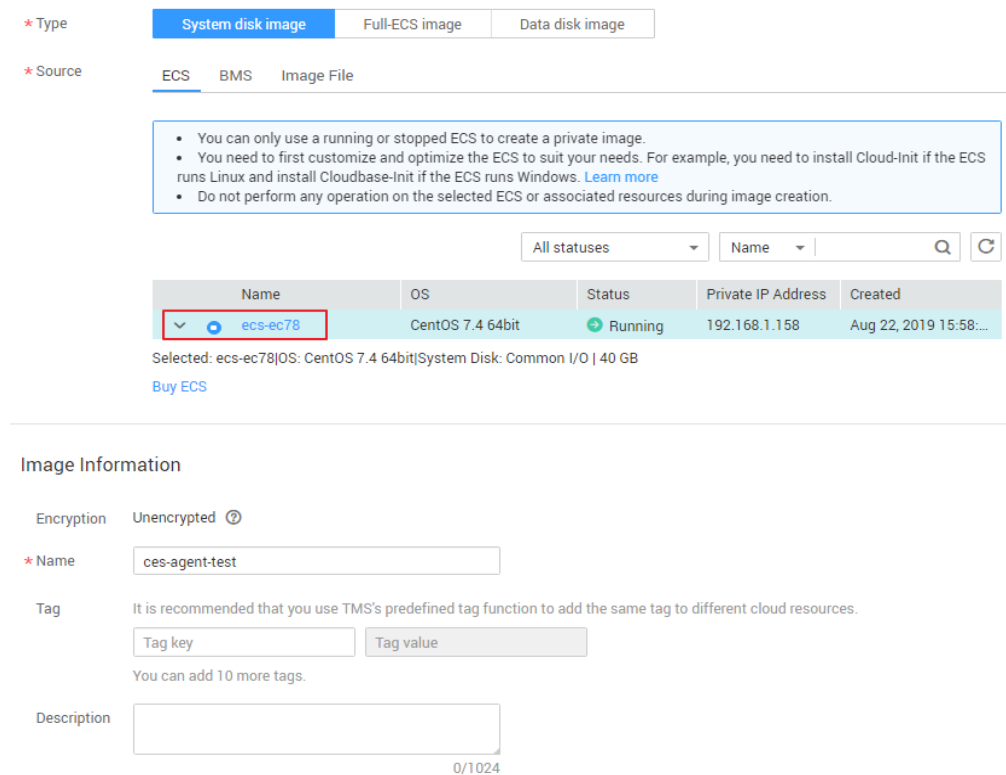 * Type System disk image Full-ECS image Data disk image
* Source ECS BMS Image File
• You can only use a running or stopped ECS to create a private image.
• You need to first customize and optimize the ECS to suit your needs. For example, you need to install Cloud-Init if the ECS
runs Linux and install Cloudbase-Init if the ECS runs Windows. Learn more
• Do not perform any operation on the selected ECS or associated resources during image creation.
All statuses Name
Name OS Status Private IP Address Created
ecs-ec78 CentOS 7.4 64bit Running 192.168.1.158 Aug 22, 2019 15:58:...
Selected: ecs-ec78|OS: CentOS 7.4 64bit|System Disk: Common I/O | 40 GB
Buy ECS
Image Information
Encryption Unencrypted ?
* Name ces-agent-test
Tag It is recommended that you use TMS's predefined tag function to add the same tag to different cloud resources.
Tag key Tag value
You can add 10 more tags.
Description
0/1024